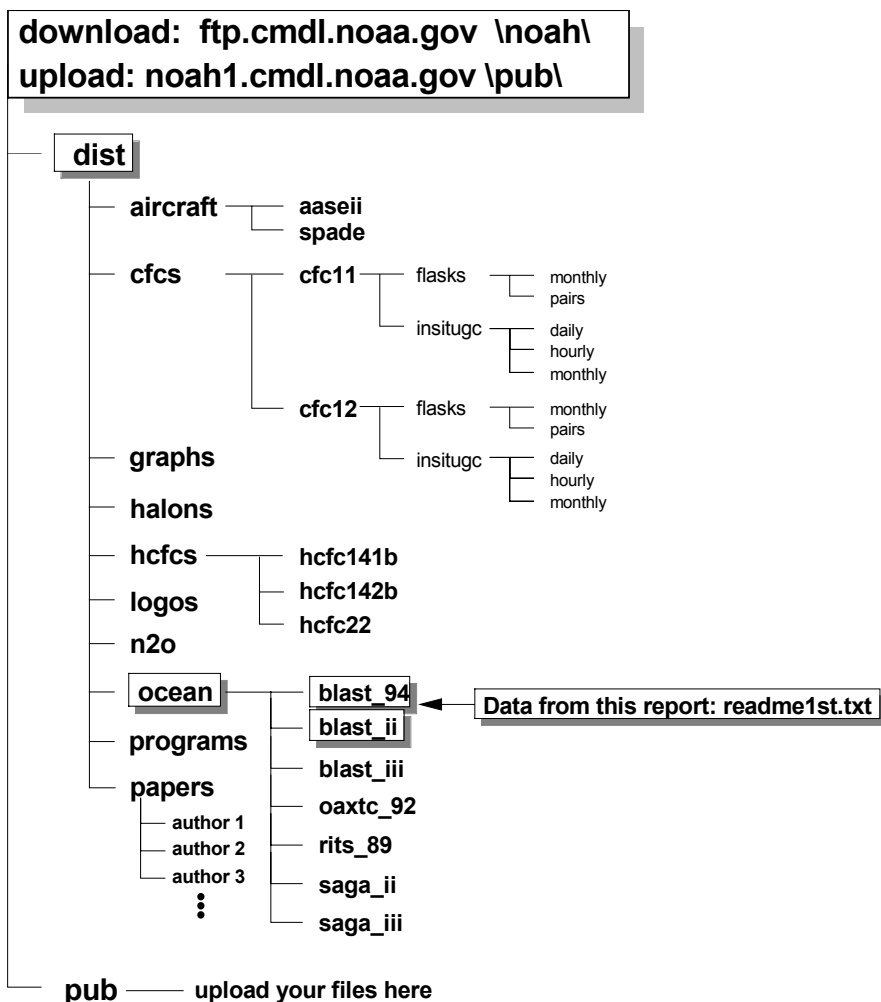 download: ftp.cmdl.noaa.gov \noah\
upload: noah1.cmdl.noaa.gov \pub\
dist
aircraft
aaseii
spade
cfcs
cfc11
flasks
monthly
pairs
insitugc
daily
hourly
monthly
cfc12
flasks
monthly
pairs
insitugc
daily
hourly
monthly
graphs
halons
hcfcs
hcfc141b
hcfc142b
hcfc22
logos
n2o
ocean
blast_94
Data from this report: readme1st.txt
blast_ii
blast_iii
oaxtc_92
rits_89
saga_ii
saga_iii
programs
papers
author 1
author 2
author 3
pub
upload your files here